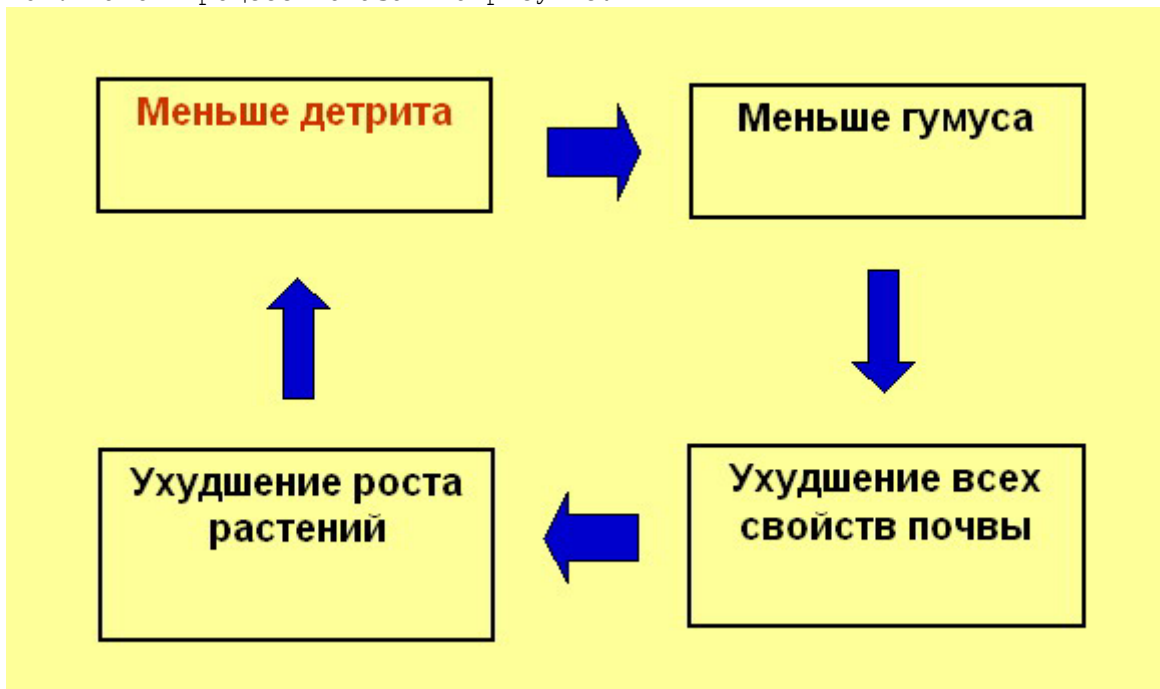 Меньше детрита
Меньше гумуса
Ухудшение роста
растений
Ухудшение всех
свойств почвы